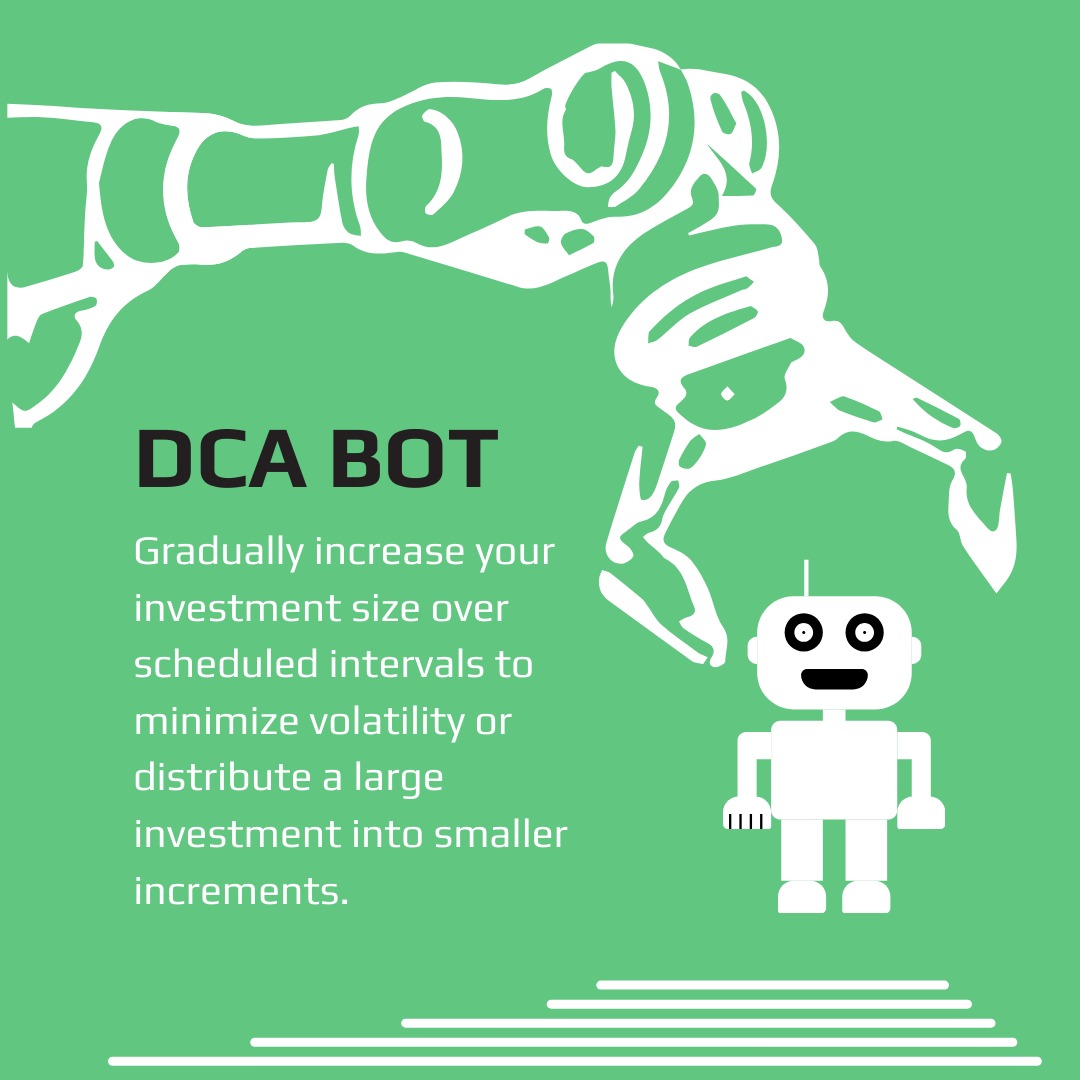 DCA BOT
Gradually increase your
investment size over
scheduled intervals to
minimize volatility or
distribute a large
investment into smaller
increments.